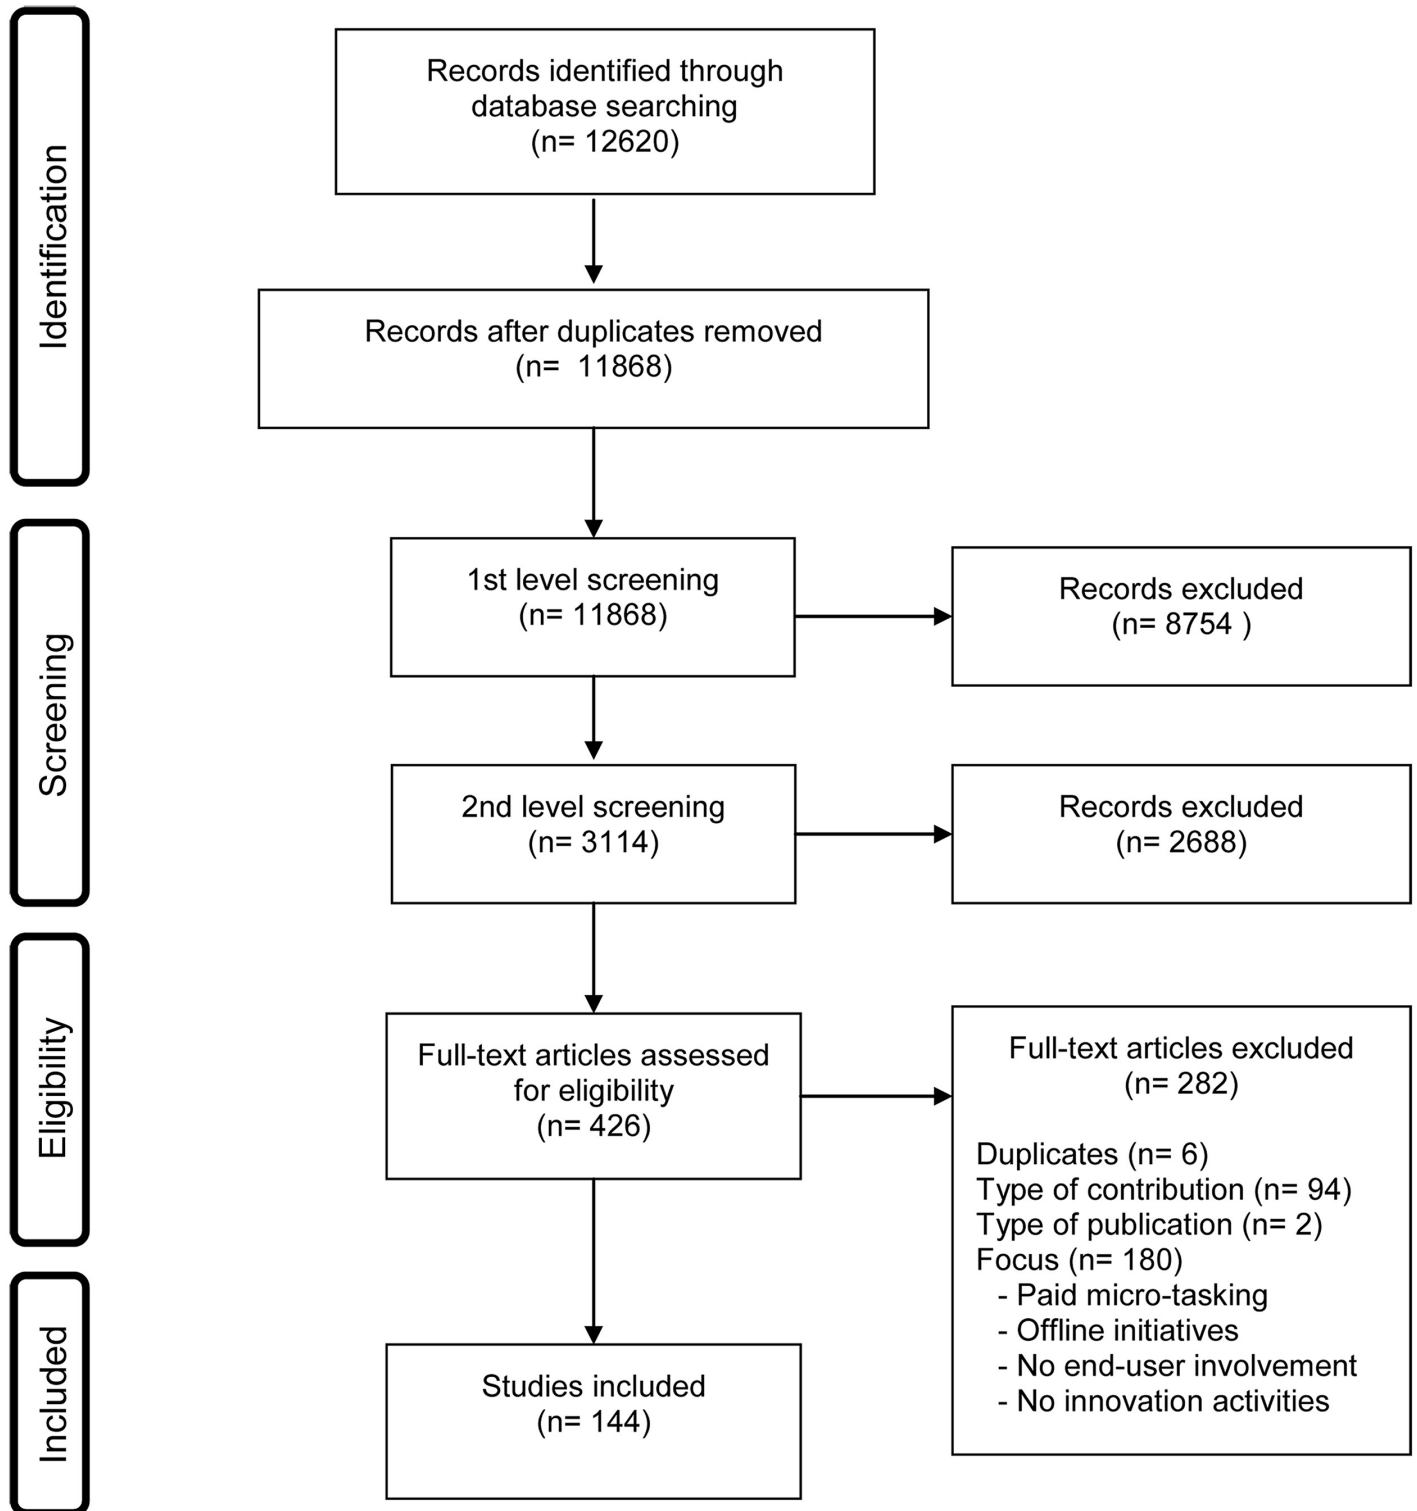 Identification
Records identified through
database searching
(n= 12620)
Records after duplicates removed
(n=  11868)
Screening
1st level screening
(n= 11868)
Records excluded
(n= 8754 )
2nd level screening
(n= 3114)
Records excluded
(n= 2688)
Eligibility
Full-text articles assessed
for eligibility
(n= 426)
Full-text articles excluded
(n= 282)
Duplicates (n= 6)
Type of contribution (n= 94)
Type of publication (n= 2)
Focus (n= 180)
- Paid micro-tasking
- Offline initiatives
- No end-user involvement
- No innovation activities
Included
Studies included
(n= 144)